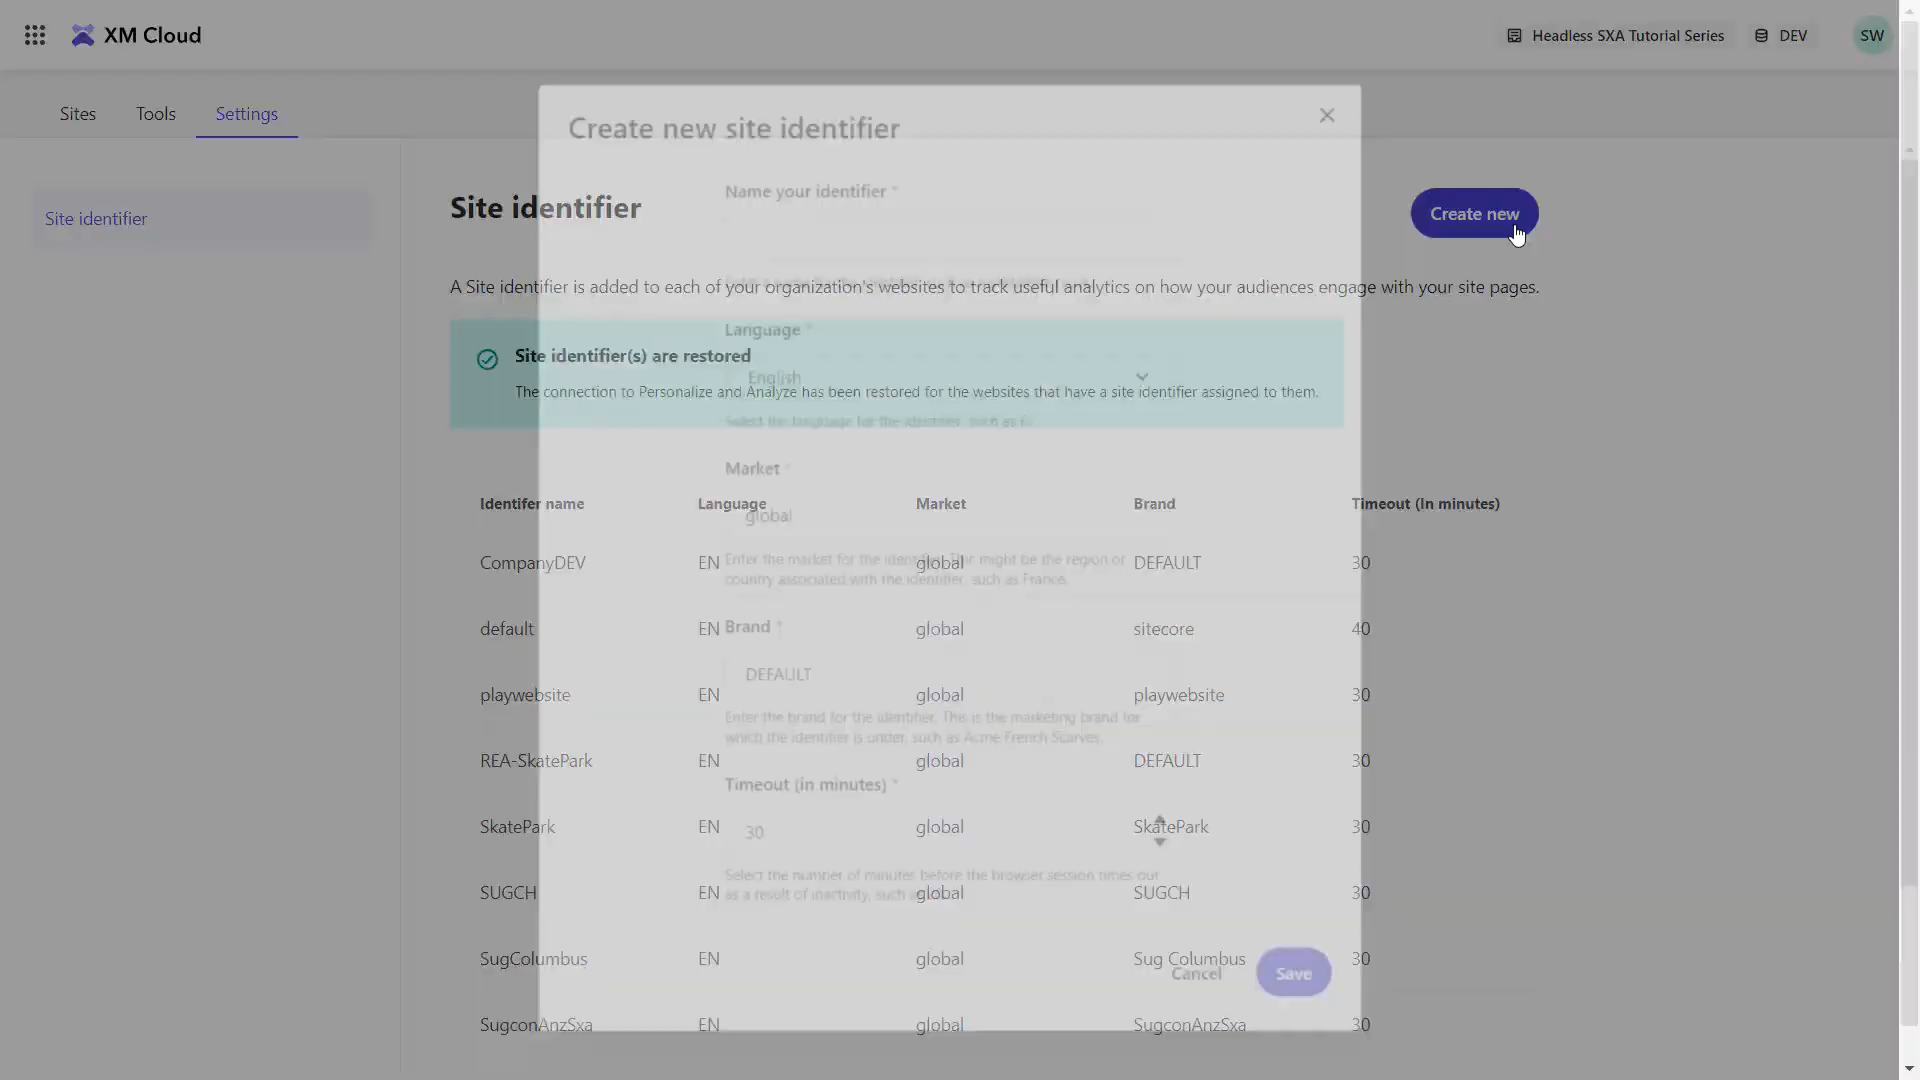 XM Cloud
Headless SXA Tutorial Series
DEV
SW
Sites
Tools
Settings
Site identifier
Site identifier
Create new
A Site identifier is added to each of your organization's websites to track useful analytics on how your audiences engage with your site pages.
Site identifier(s) are restored
The connection to Personalize and Analyze has been restored for the websites that have a site identifier assigned to them.
Identifer name Language Market Brand Timeout (In minutes)
CompanyDEV EN global DEFAULT 30
default EN global sitecore 40
playwebsite EN global playwebsite 30
REA-SkatePark EN global DEFAULT 30
SkatePark EN global SkatePark 30
SUGCH EN global SUGCH 30
SugColumbus EN global Sug Columbus 30
SugconAnzSxa EN global SugconAnzSxa 30
Create new site identifier
Name your identifier *
Language *
English
Select the language for the identifier, such as
Market *
global
Enter the market for the identifier. This might be the region or
country associated with the identifier, such as France.
Brand *
DEFAULT
Enter the brand for the identifier. This is the marketing brand for
which the identifier is under, such as Acme French Scarves.
Timeout (in minutes) *
30
Select the number of minutes before the browser session times out
as a result of inactivity, such
Cancel
Save